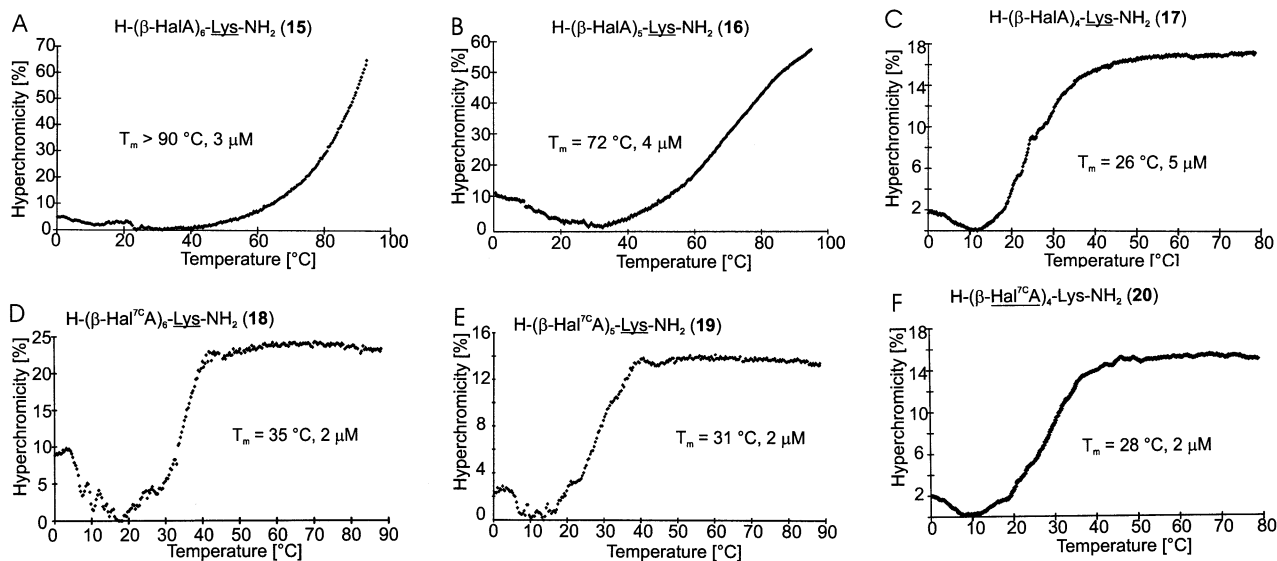 A
H-(β-HalA)₆-Lys-NH₂ (15)
Hyperchromicity [%]
70
60
50
40
30
20
10
0
Tₘ > 90 °C, 3 μM
0 20 40 60 80 100
Temperature [°C]
B
H-(β-HalA)₅-Lys-NH₂ (16)
Hyperchromicity [%]
60
50
40
30
20
10
0
Tₘ = 72 °C, 4 μM
0 20 40 60 80 100
Temperature [°C]
C
H-(β-HalA)₄-Lys-NH₂ (17)
Hyperchromicity [%]
18
14
10
6
2
Tₘ = 26 °C, 5 μM
0 10 20 30 40 50 60 70 80
Temperature [°C]
D
H-(β-Hal⁷ᶜA)₆-Lys-NH₂ (18)
Hyperchromicity [%]
25
20
15
10
5
0
Tₘ = 35 °C, 2 μM
0 10 20 30 40 50 60 70 80 90
Temperature [°C]
E
H-(β-Hal⁷ᶜA)₅-Lys-NH₂ (19)
Hyperchromicity [%]
16
12
8
4
0
Tₘ = 31 °C, 2 μM
0 10 20 30 40 50 60 70 80 90
Temperature [°C]
F
H-(β-Hal⁷ᶜA)₄-Lys-NH₂ (20)
Hyperchromicity [%]
18
14
10
6
2
Tₘ = 28 °C, 2 μM
0 10 20 30 40 50 60 70 80
Temperature [°C]